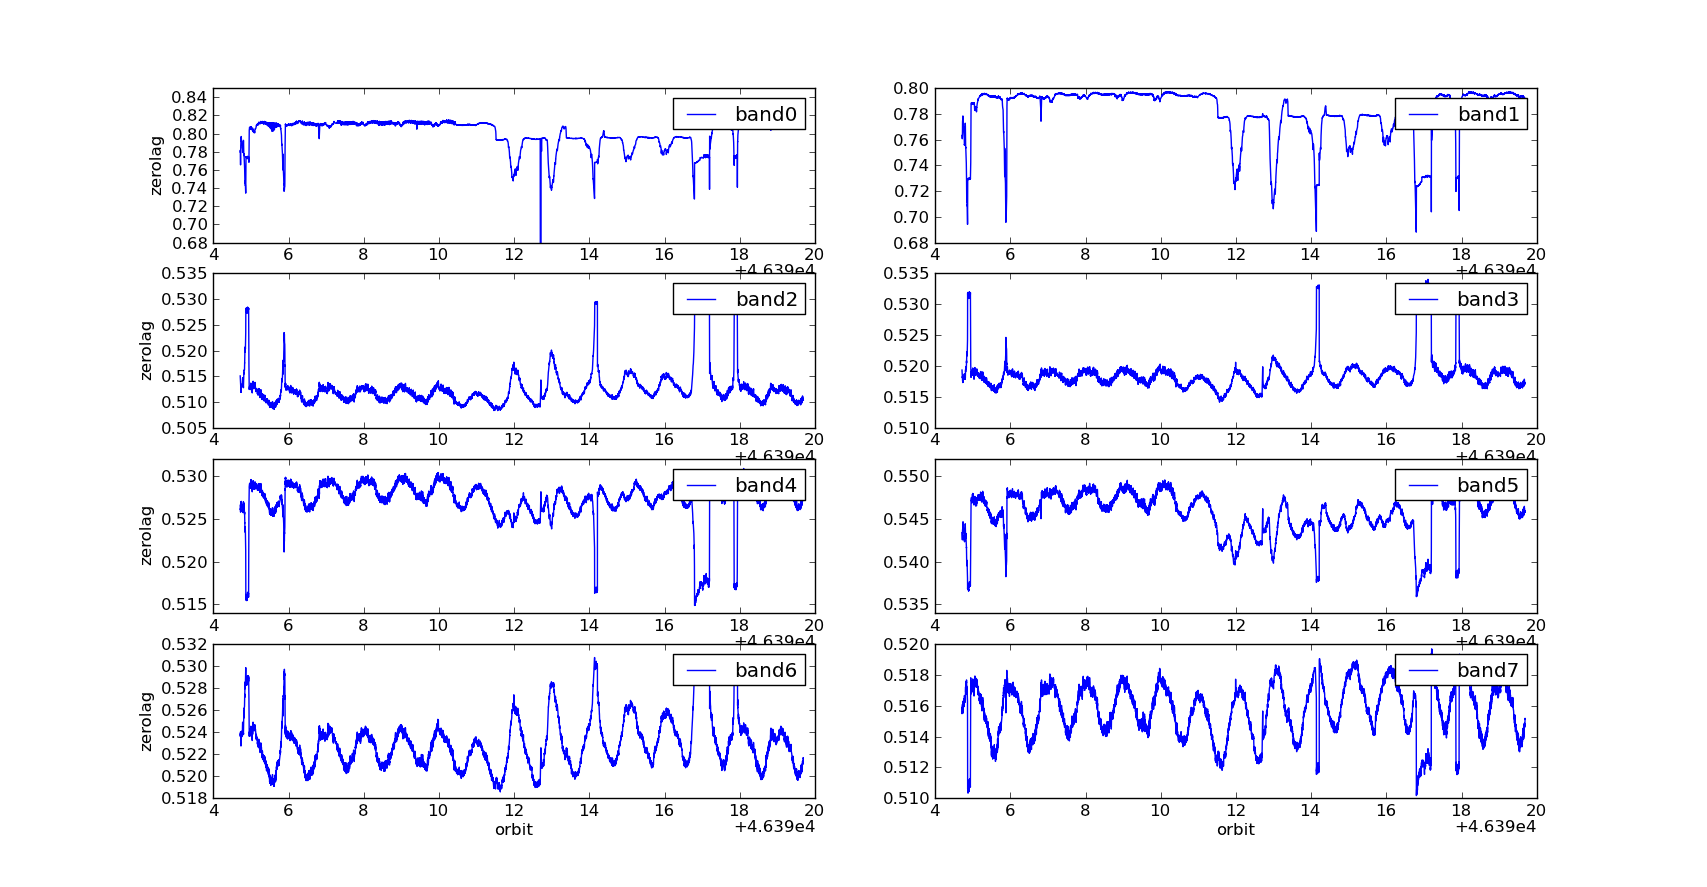 0.84
0.82
0.80
0.78
0.76
0.74
0.72
0.70
0.68
zerolag
band0
4 6 8 10 12 14 16 18 20
+4.639e4
0.80
0.78
0.76
0.74
0.72
0.70
0.68
band1
4 6 8 10 12 14 16 18 20
+4.639e4
0.535
0.530
0.525
0.520
0.515
0.510
0.505
zerolag
band2
4 6 8 10 12 14 16 18 20
+4.639e4
0.535
0.530
0.525
0.520
0.515
0.510
band3
4 6 8 10 12 14 16 18 20
+4.639e4
0.530
0.525
0.520
0.515
zerolag
band4
4 6 8 10 12 14 16 18 20
+4.639e4
0.550
0.545
0.540
0.535
band5
4 6 8 10 12 14 16 18 20
+4.639e4
0.532
0.530
0.528
0.526
0.524
0.522
0.520
0.518
zerolag
band6
4 6 8 10 12 14 16 18 20
orbit
+4.639e4
0.520
0.518
0.516
0.514
0.512
0.510
band7
4 6 8 10 12 14 16 18 20
orbit
+4.639e4